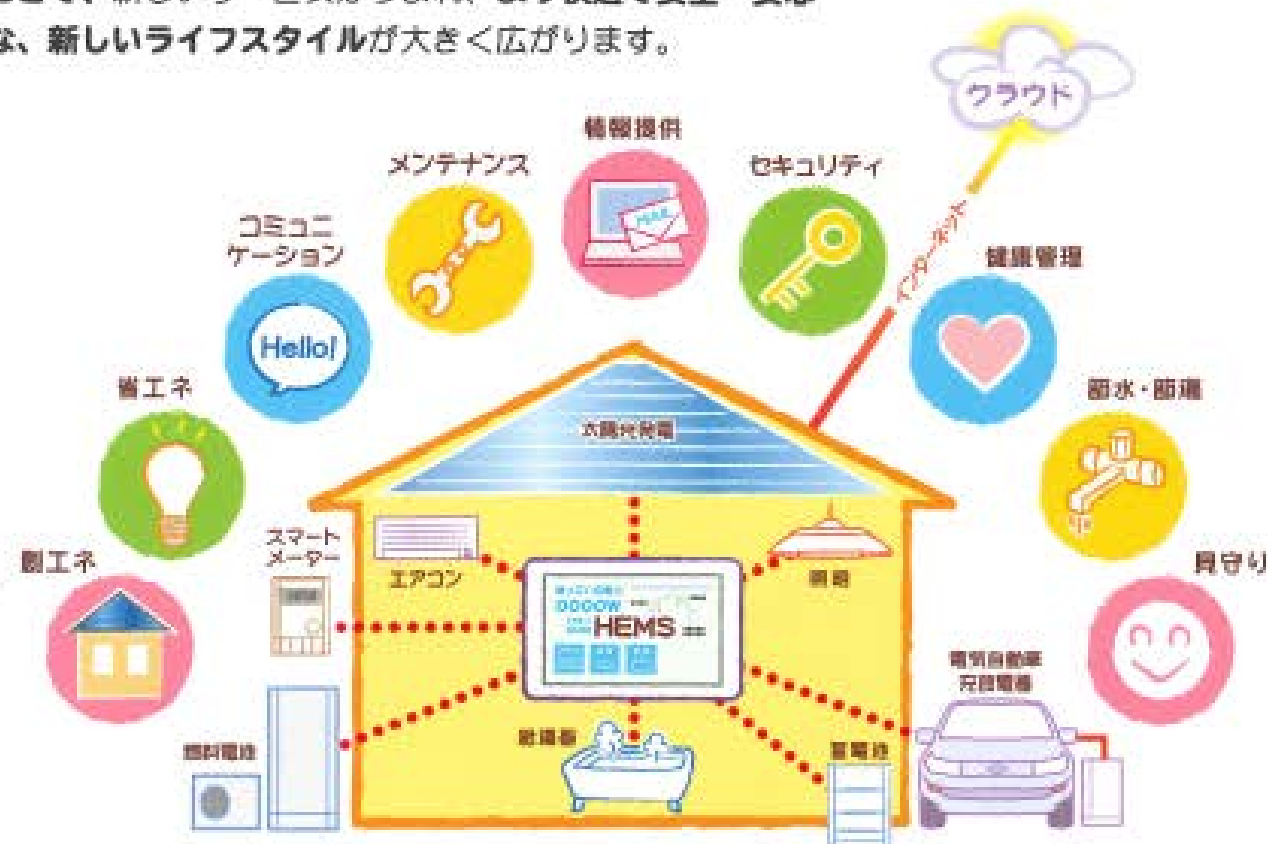 な、新しいライフスタイルが大きく広がります。
クラウド
インターネット
情報提供
メンテナンス
セキュリティ
コミュニ
ケーション
Hello!
MAIL
健康管理
省エネ
節水・節湯
創エネ
見守り
太陽光発電
スマート
メーター
エアコン
照明
0000W
HEMS
電気自動車
充放電器
燃料電池
給湯器
蓄電池